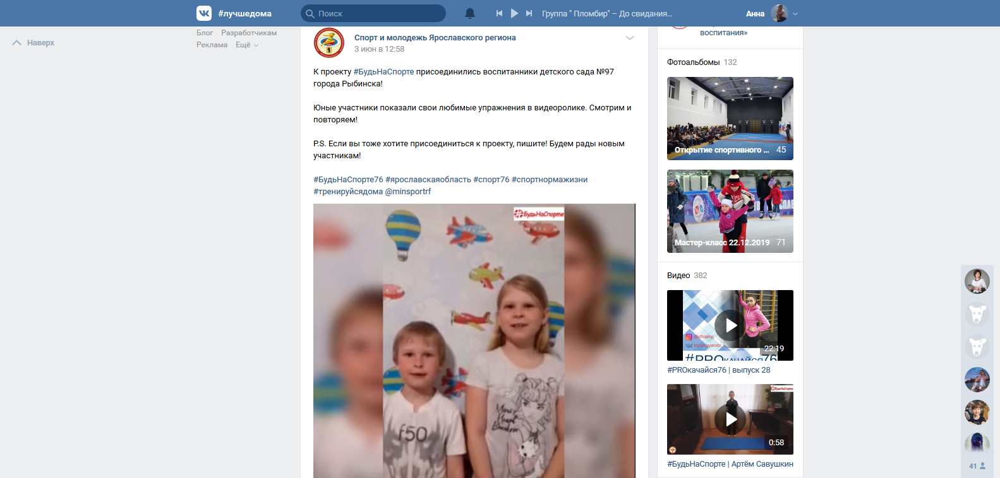 #лучшедома
Поиск
Группа " Пломбир" – До свидания...
Анна
Блог Разработчикам
Реклама Ещё
Наверх
Спорт и молодежь Ярославского региона
3 июн в 12:58
К проекту #БудьНаСпорте присоединились воспитанники детского сада №97
города Рыбинска!
Юные участники показали свои любимые упражнения в видеоролике. Смотрим и
повторяем!
P.S. Если вы тоже хотите присоединиться к проекту, пишите! Будем рады новым
участникам!
#БудьНаСпорте76 #ярославскаяобласть #спорт76 #спортнормажизни
#тренируйсядома @minsportrf
#БудьНаСпорте
f50
воспитания»
Фотоальбомы 132
Открытие спортивного ... 45
Мастер-класс 22.12.2019 71
Видео 382
22:19
#PROкачайся76
#PROкачайся76 | выпуск 28
#БудьНаСпорте
0:58
#БудьНаСпорте | Артём Савушкин
41